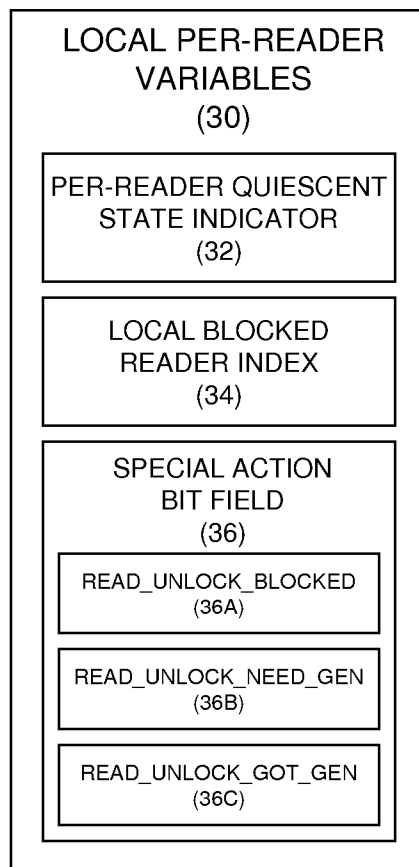 LOCAL PER-READER
VARIABLES
(30)
PER-READER QUIESCENT
STATE INDICATOR
(32)
LOCAL BLOCKED
READER INDEX
(34)
SPECIAL ACTION
BIT FIELD
(36)
READ_UNLOCK_BLOCKED
(36A)
READ_UNLOCK_NEED_GEN
(36B)
READ_UNLOCK_GOT_GEN
(36C)